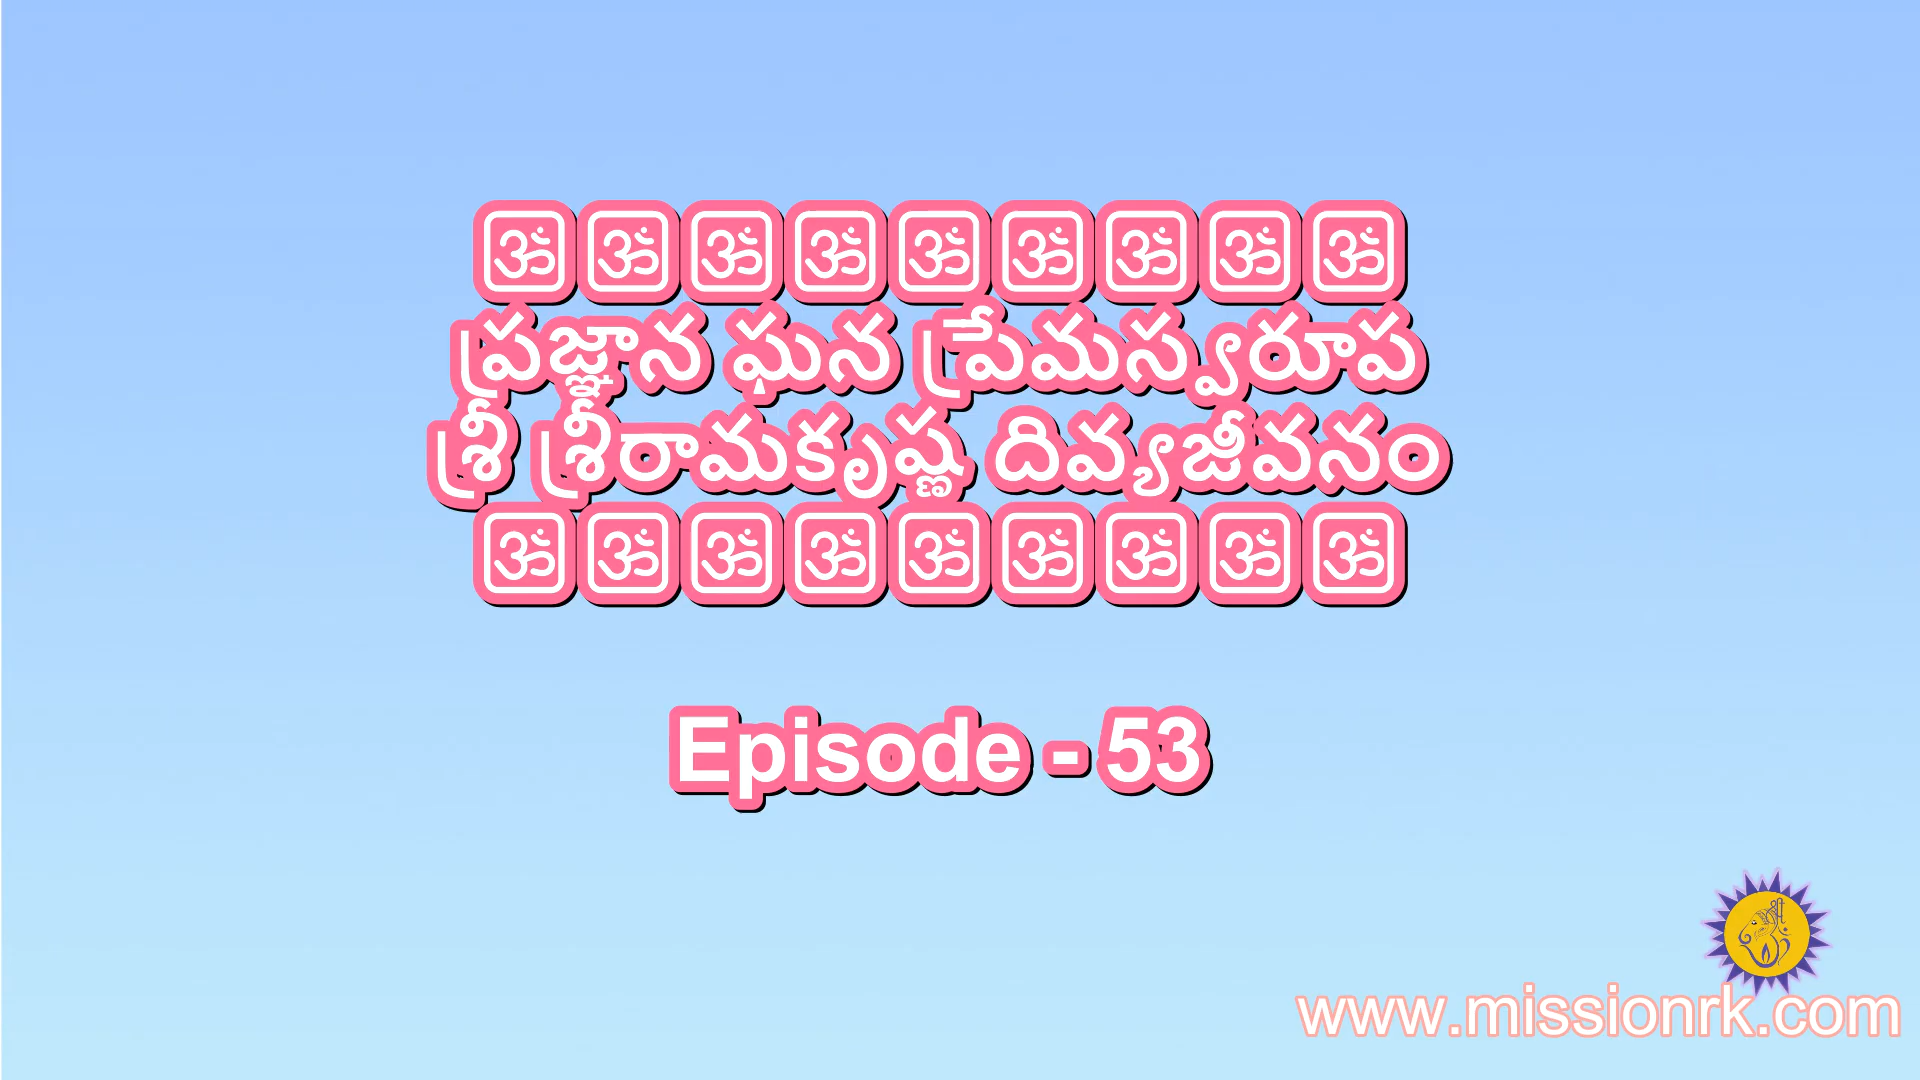 🕉🕉🕉🕉🕉🕉🕉🕉🕉
ప్రజ్ఞాన ఘన ప్రేమస్వరూప
శ్రీ శ్రీరామకృష్ణ దివ్యజీవనం
🕉🕉🕉🕉🕉🕉🕉🕉🕉
Episode - 53
श्री
www.missionrk.com